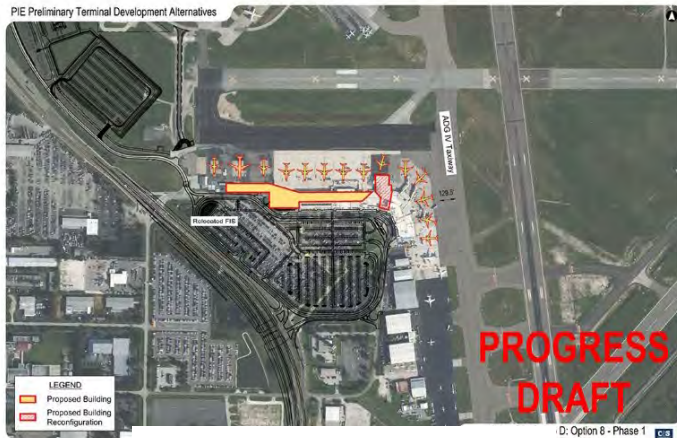 PIE Preliminary Terminal Development Alternatives
ADG IV Taxiway
129.5'
Relocated FIS
LEGEND
Proposed Building
Proposed Building
Reconfiguration
PROGRESS
DRAFT
D: Option 8 - Phase 1